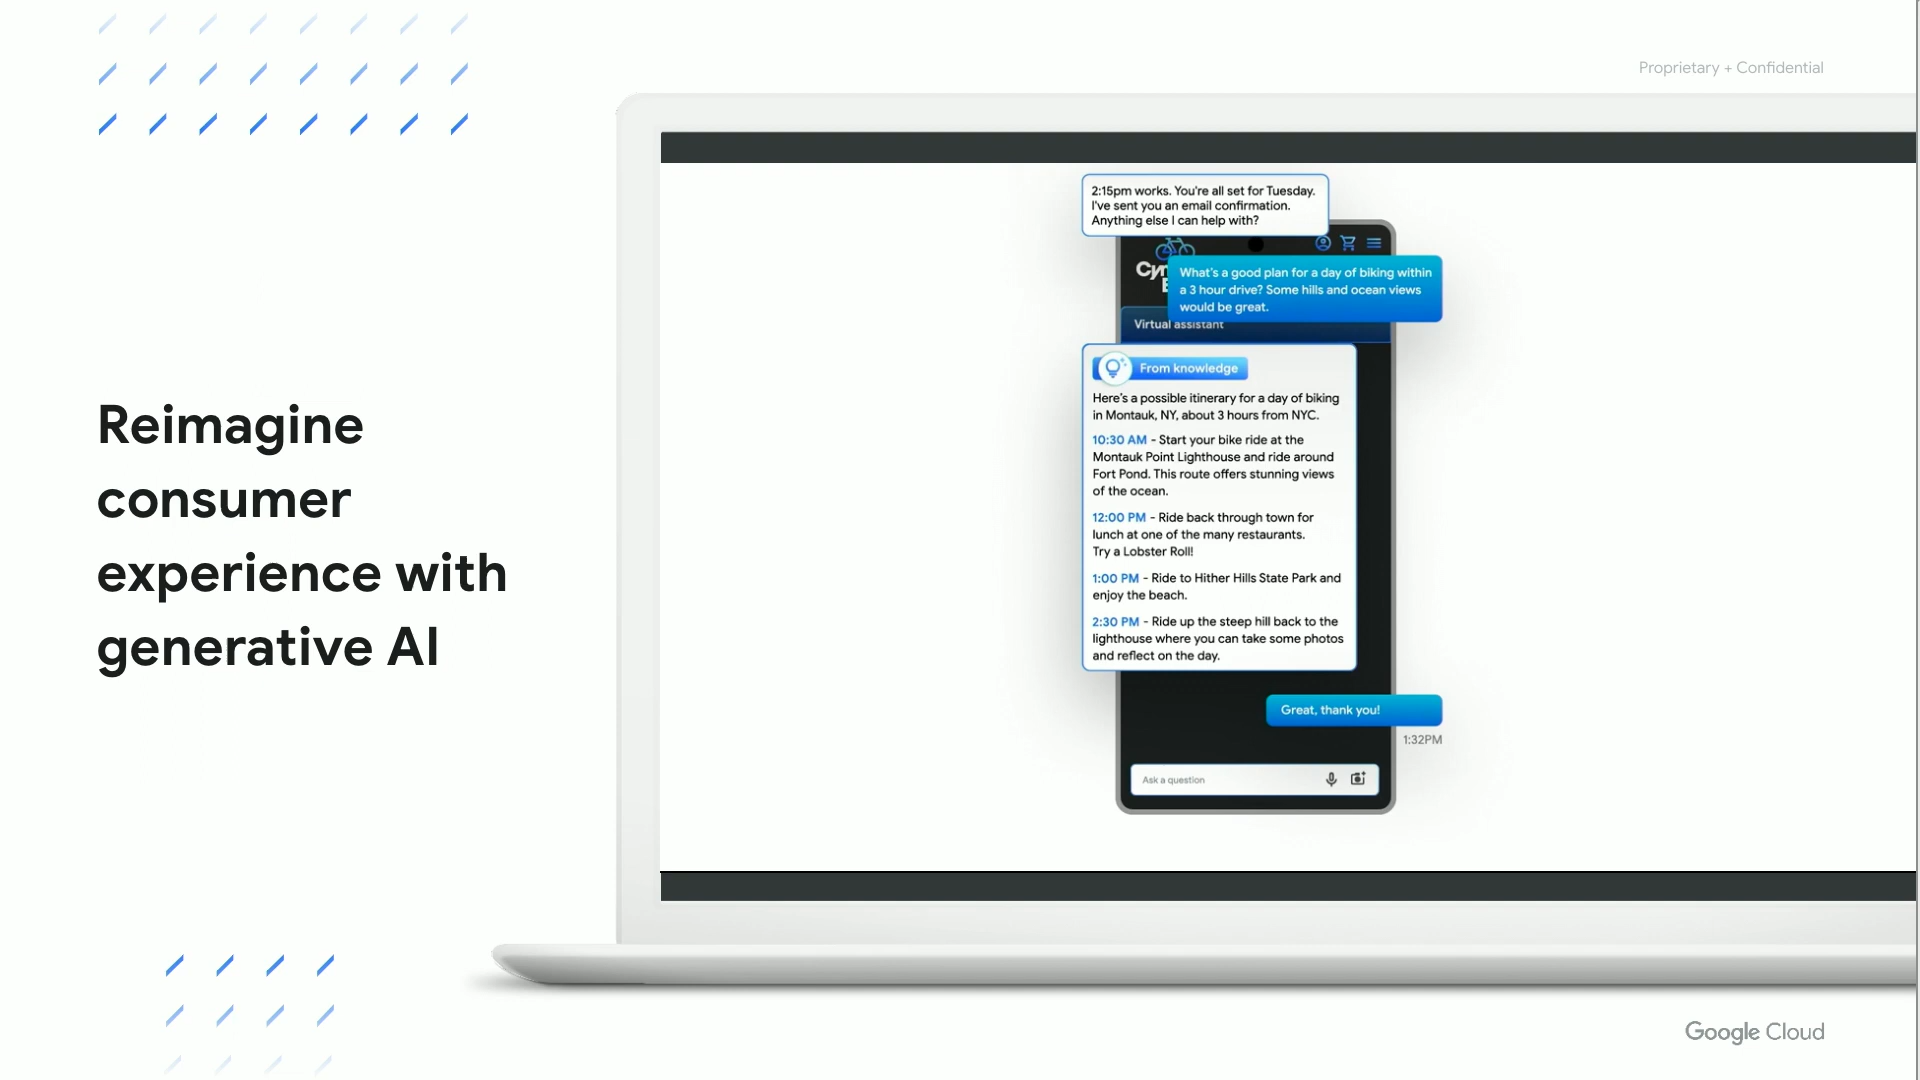 Proprietary + Confidential
Reimagine
consumer
experience with
generative AI
2:15pm works. You're all set for Tuesday.
I've sent you an email confirmation.
Anything else I can help with?
What's a good plan for a day of biking within
a 3 hour drive? Some hills and ocean views
would be great.
Virtual assistant
From knowledge
Here's a possible itinerary for a day of biking
in Montauk, NY, about 3 hours from NYC.
10:30 AM - Start your bike ride at the
Montauk Point Lighthouse and ride around
Fort Pond. This route offers stunning views
of the ocean.
12:00 PM - Ride back through town for
lunch at one of the many restaurants.
Try a Lobster Roll!
1:00 PM - Ride to Hither Hills State Park and
enjoy the beach.
2:30 PM - Ride up the steep hill back to the
lighthouse where you can take some photos
and reflect on the day.
Great, thank you!
1:32PM
Ask a question
Google Cloud